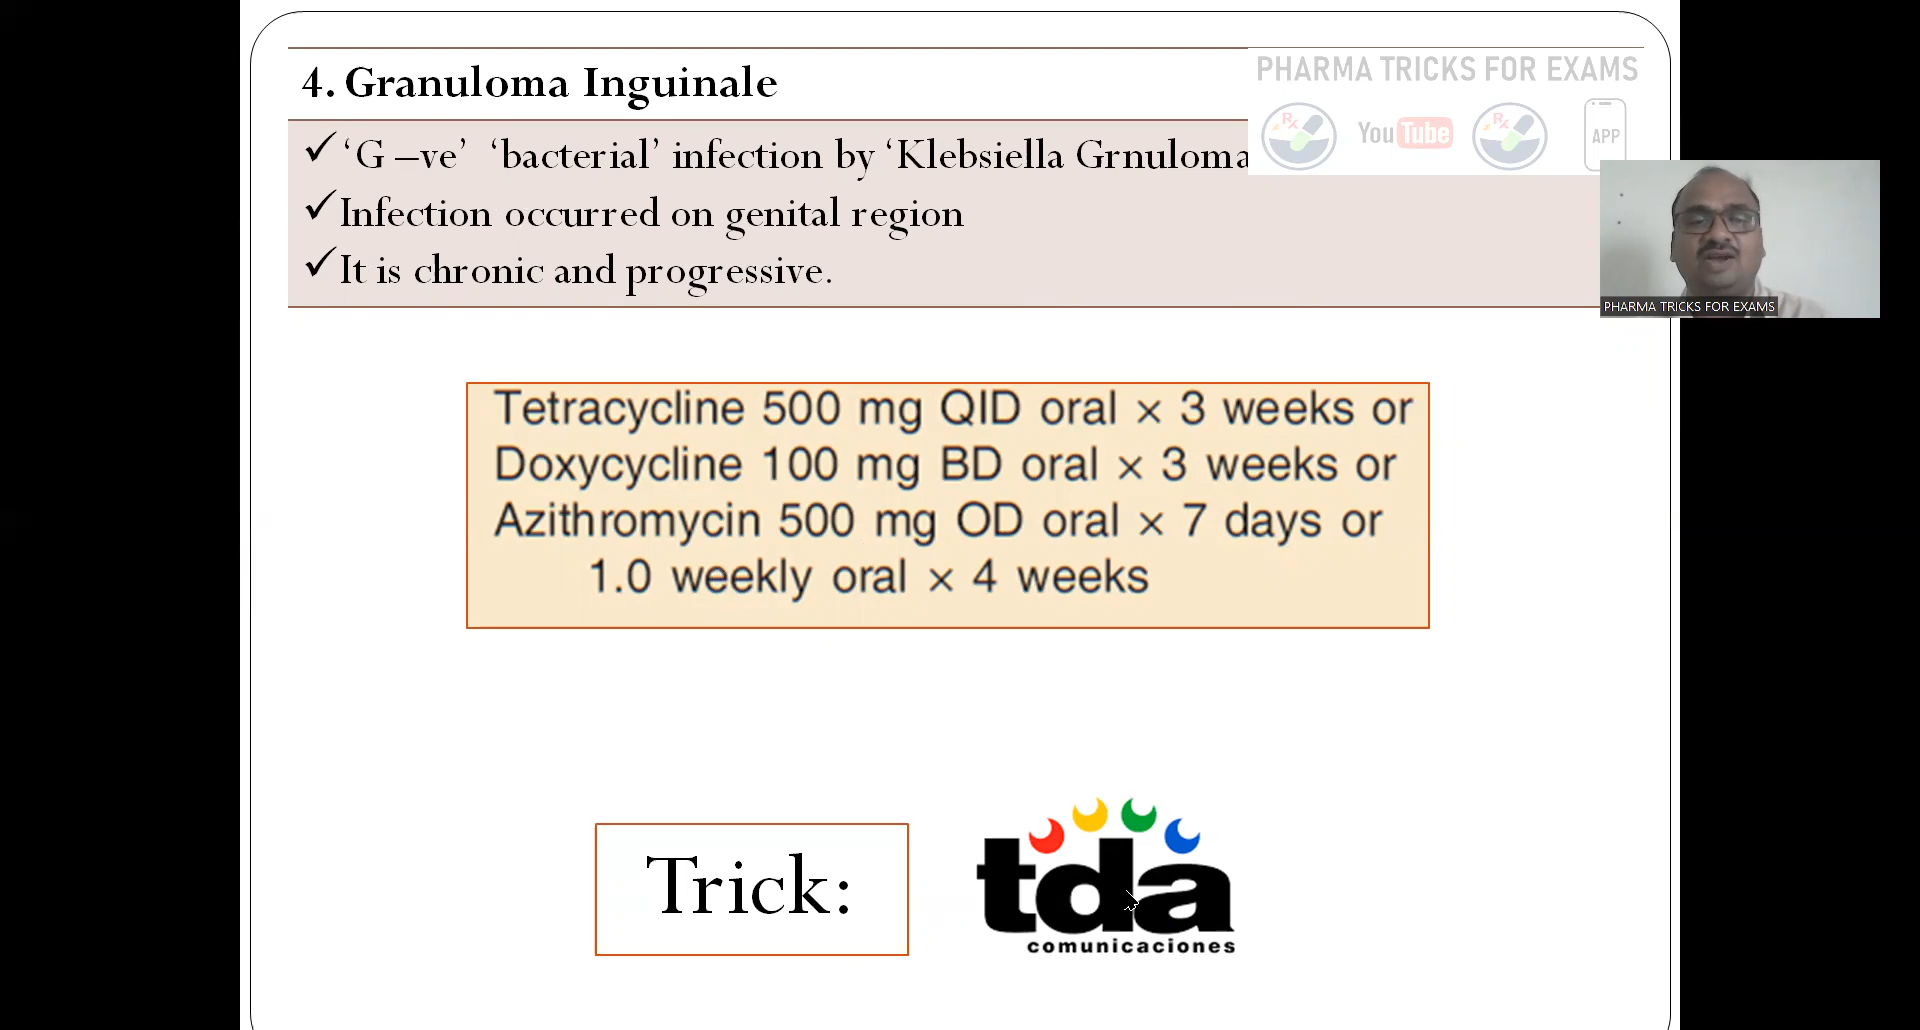 4. Granuloma Inguinale
PHARMA TRICKS FOR EXAMS
Rx YouTube Rx APP
✓ ‘G –ve’ ‘bacterial’ infection by ‘Klebsiella Grnuloma
✓ Infection occurred on genital region
✓ It is chronic and progressive.
PHARMA TRICKS FOR EXAMS
Tetracycline 500 mg QID oral × 3 weeks or
Doxycycline 100 mg BD oral × 3 weeks or
Azithromycin 500 mg OD oral × 7 days or
1.0 weekly oral × 4 weeks
Trick:
tda
comunicaciones